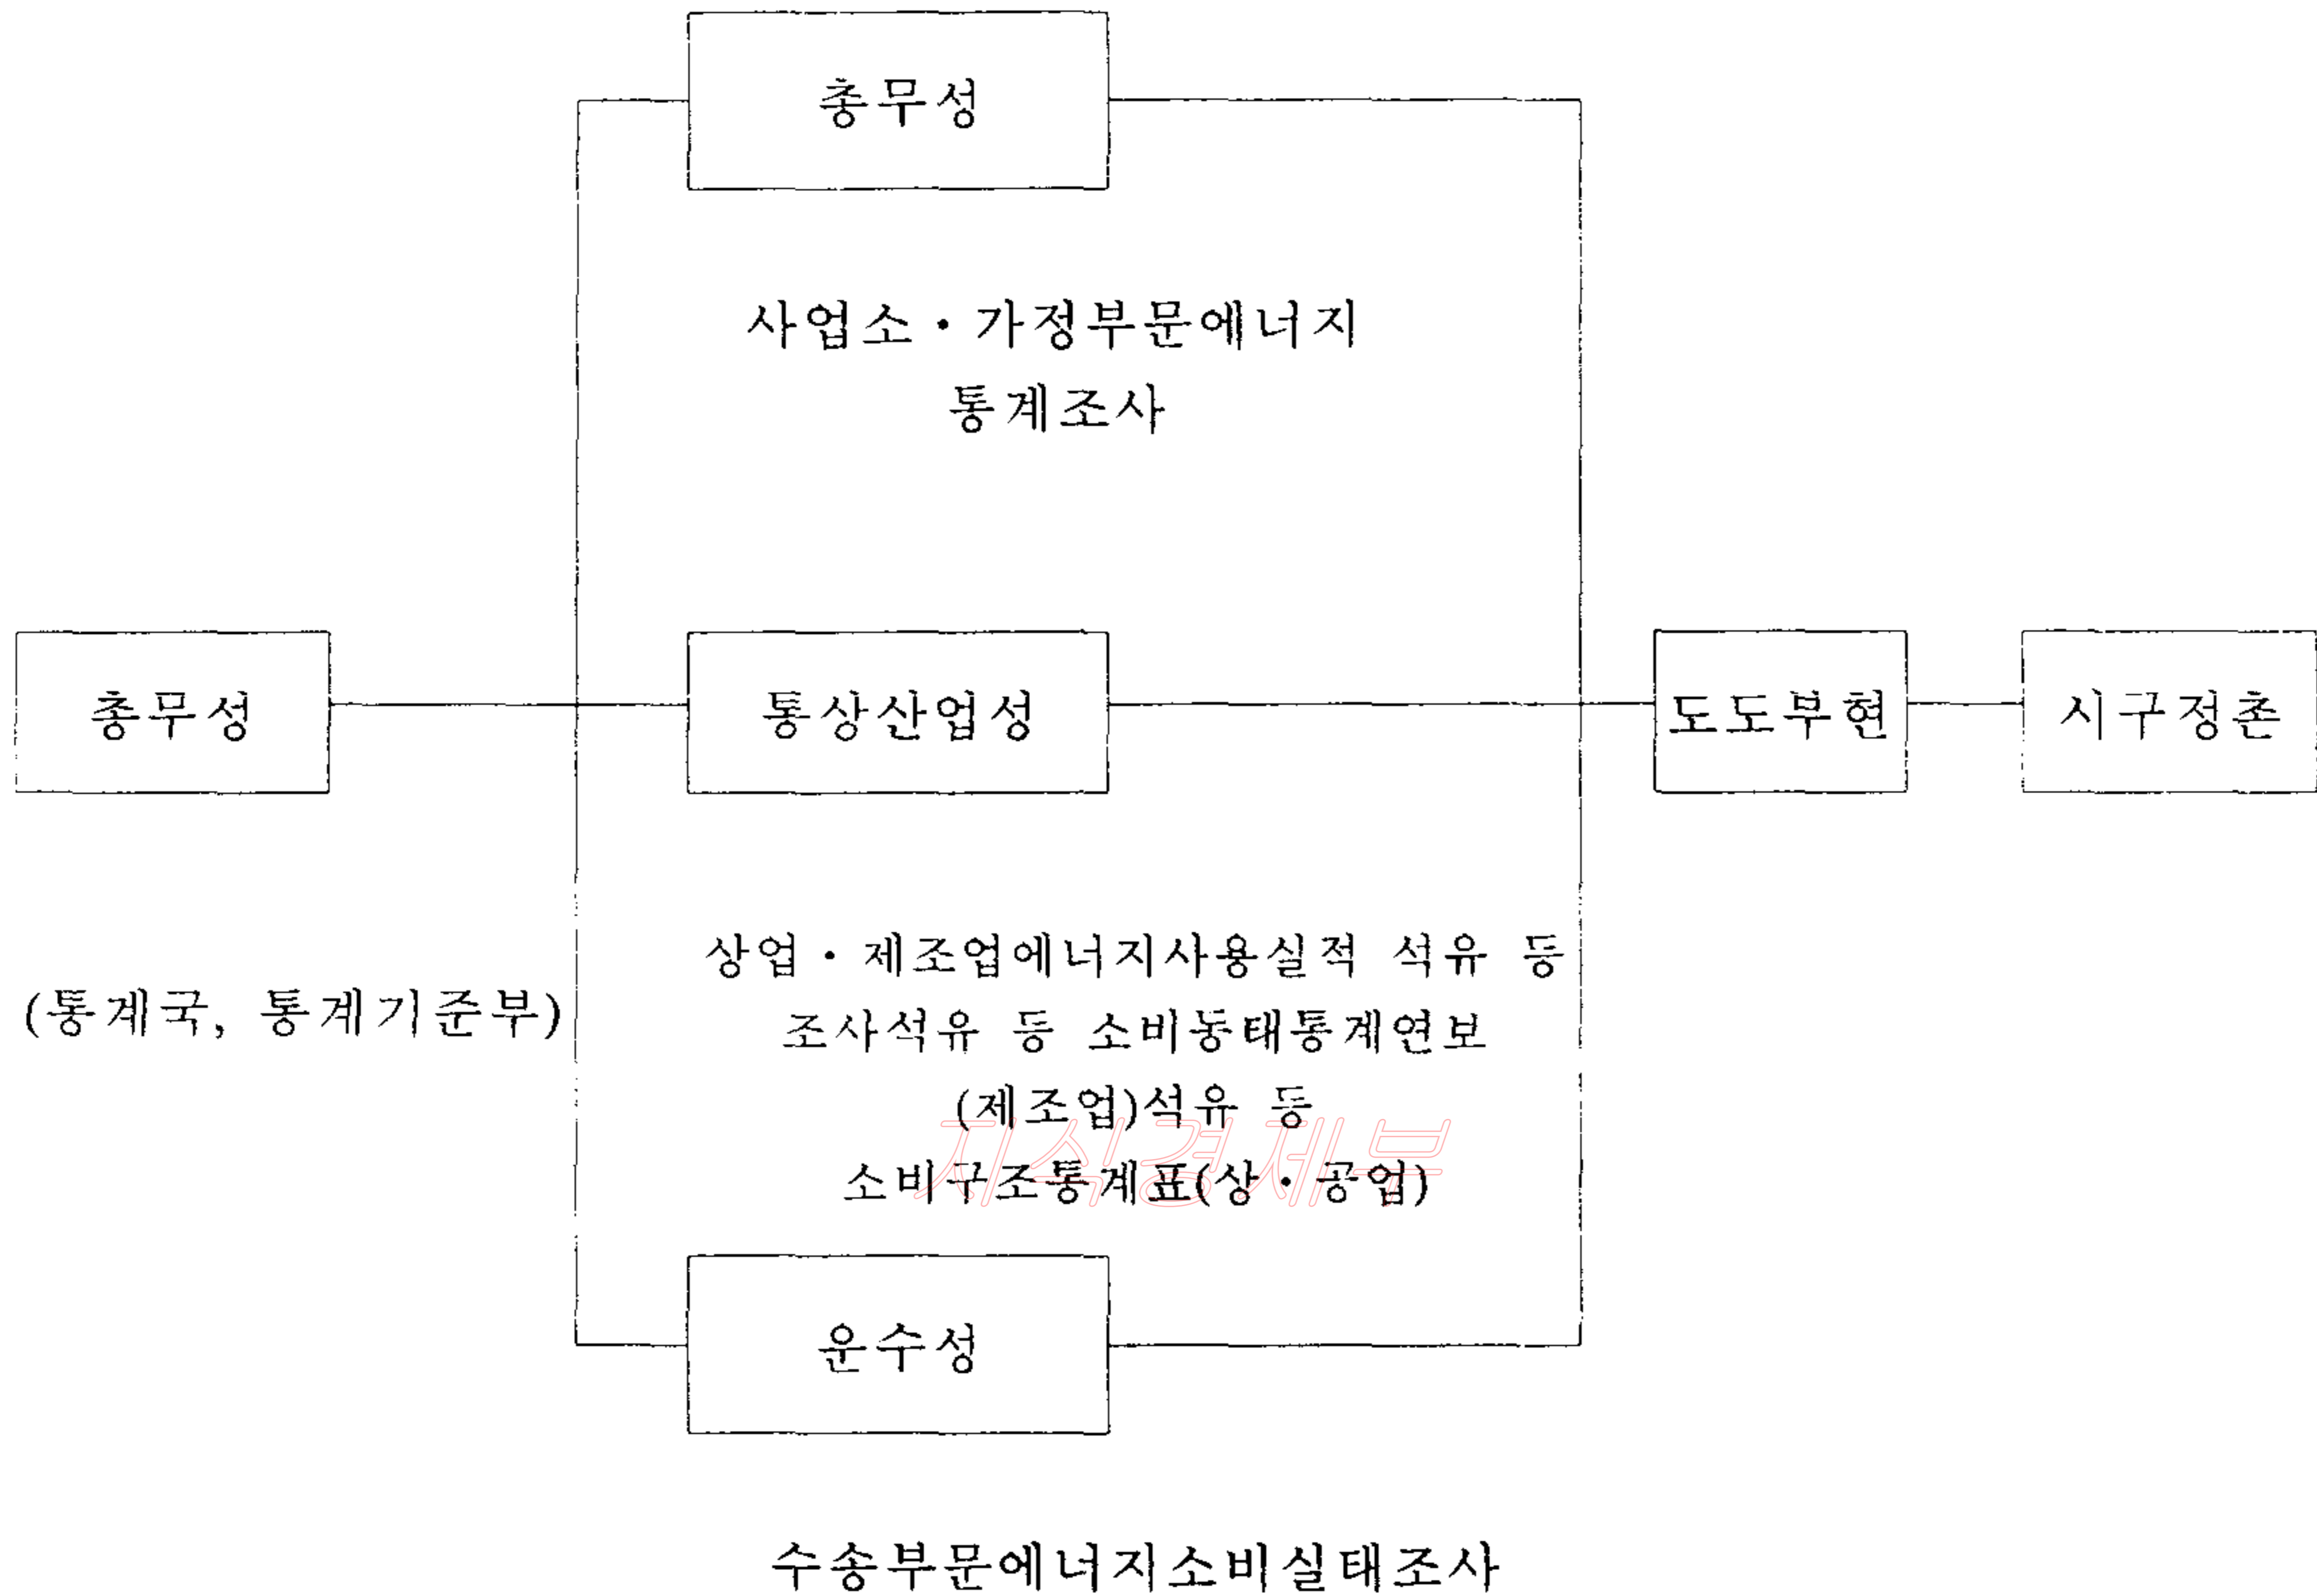 총무성
사업소・가정부문에너지
통계조사
총무성
통상산업성
도도부현
시구정촌
(통계국, 통계기준부)
상업・제조업에너지사용실적 석유 등
조사석유 등 소비동태통계연보
(제조업)석유 등
소비구조통계표(상・공업)
지식경제부
운수성
수송부문에너지소비실태조사